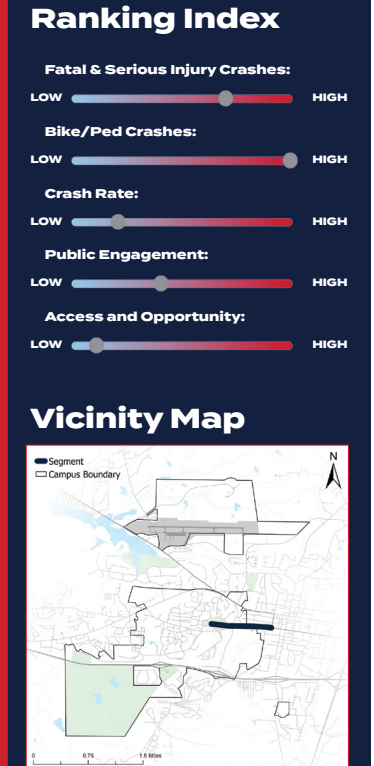 Ranking Index
Fatal & Serious Injury Crashes:
LOW HIGH
Bike/Ped Crashes:
LOW HIGH
Crash Rate:
LOW HIGH
Public Engagement:
LOW HIGH
Access and Opportunity:
LOW HIGH
Vicinity Map
Segment
Campus Boundary
N
0 0.75 1.5 Miles